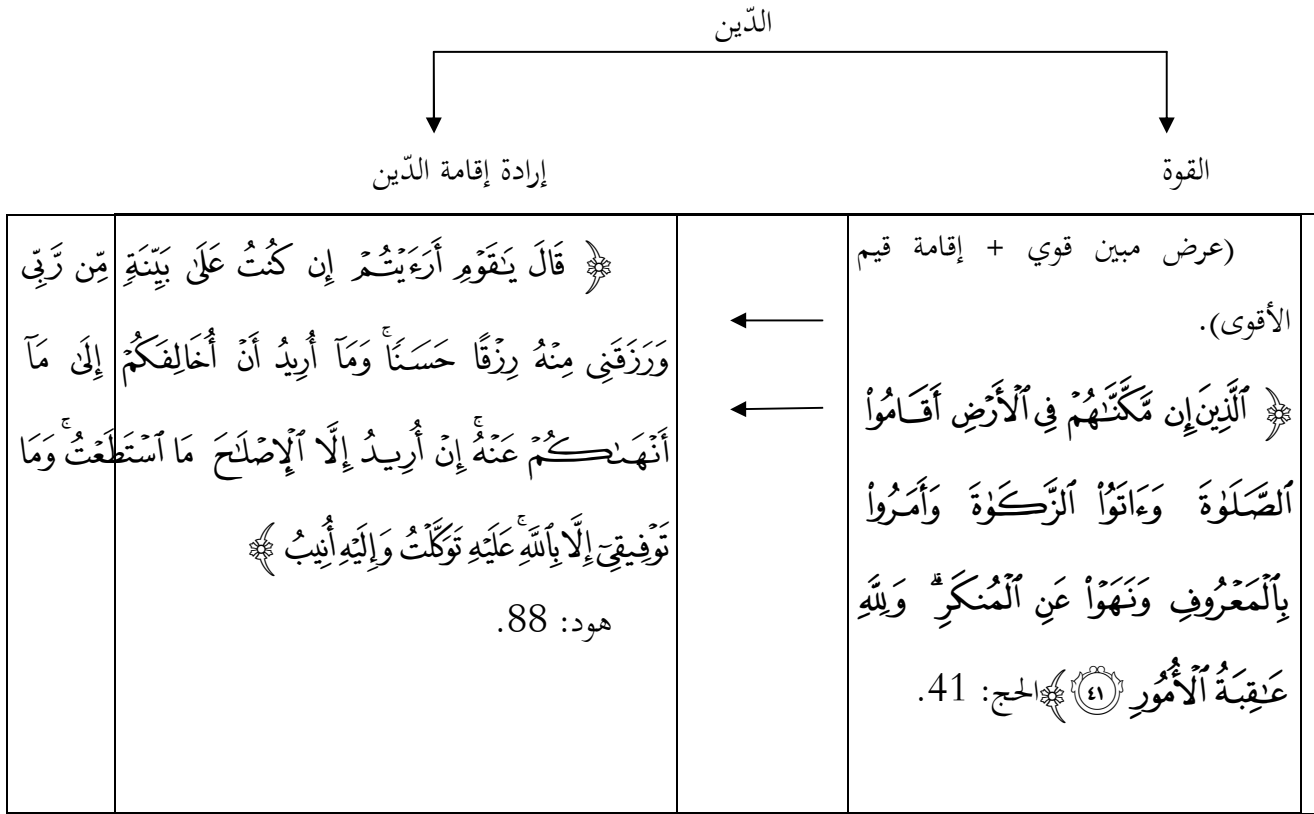 الدّين
القوة
إرادة إقامة الدّين
(عرض مبين قوي + إقامة قيم
الأقوى).
﴿ ٱلَّذِينَ إِن مَّكَّنَّٰهُمْ فِى ٱلْأَرْضِ أَقَامُوا۟
ٱلصَّلَوٰةَ وَءَاتَوُا۟ ٱلزَّكَوٰةَ وَأَمَرُوا۟
بِٱلْمَعْرُوفِ وَنَهَوْا۟ عَنِ ٱلْمُنكَرِ ۗ وَلِلَّهِ
عَٰقِبَةُ ٱلْأُمُورِ ٤١ ﴾الحج: 41.
﴿ قَالَ يَٰقَوْمِ أَرَءَيْتُمْ إِن كُنتُ عَلَىٰ بَيِّنَةٍ مِّن رَّبِّى
وَرَزَقَنِى مِنْهُ رِزْقًا حَسَنًا ۚ وَمَآ أُرِيدُ أَنْ أُخَالِفَكُمْ إِلَىٰ مَآ
أَنْهَىٰكُمْ عَنْهُ ۚ إِنْ أُرِيدُ إِلَّا ٱلْإِصْلَٰحَ مَا ٱسْتَطَعْتُ ۚ وَمَا
تَوْفِيقِىٓ إِلَّا بِٱللَّهِ ۚ عَلَيْهِ تَوَكَّلْتُ وَإِلَيْهِ أُنِيبُ ﴾
هود: 88.